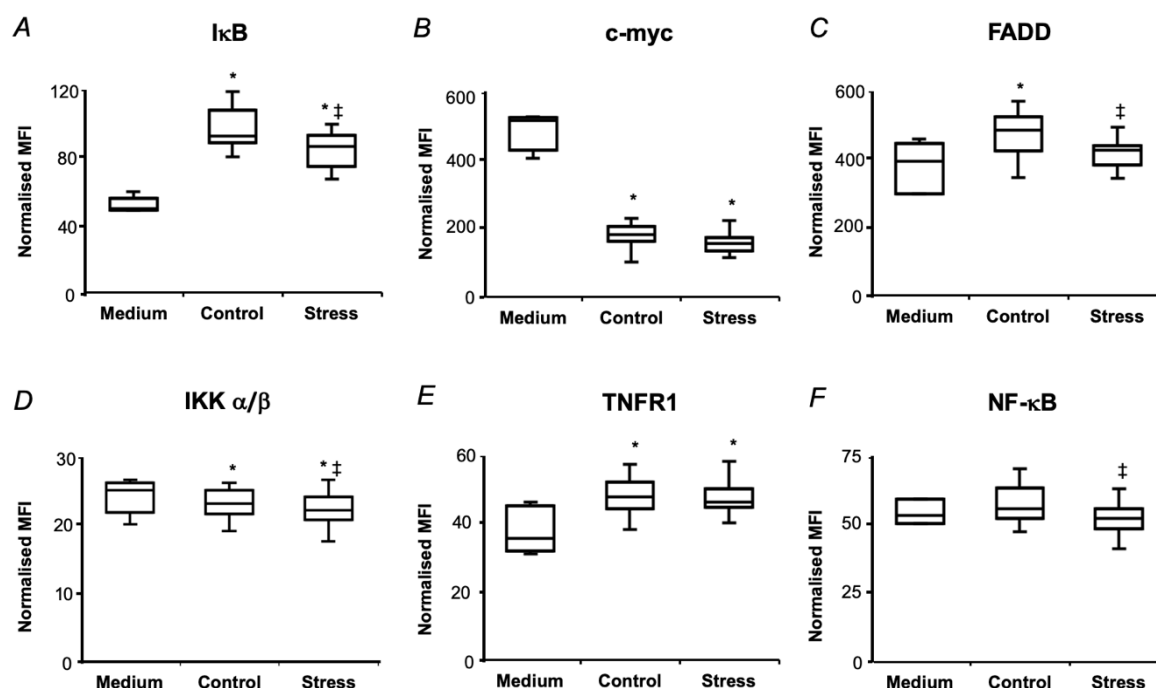 A IκB
Normalised MFI
120
80
40
0
*
* ‡
Medium Control Stress
B c-myc
Normalised MFI
600
400
200
0
*
*
Medium Control Stress
C FADD
Normalised MFI
600
400
200
0
*
‡
Medium Control Stress
D IKK α/β
Normalised MFI
30
20
10
0
*
* ‡
Medium Control Stress
E TNFR1
Normalised MFI
60
40
20
0
*
*
Medium Control Stress
F NF-κB
Normalised MFI
75
50
25
0
‡
Medium Control Stress